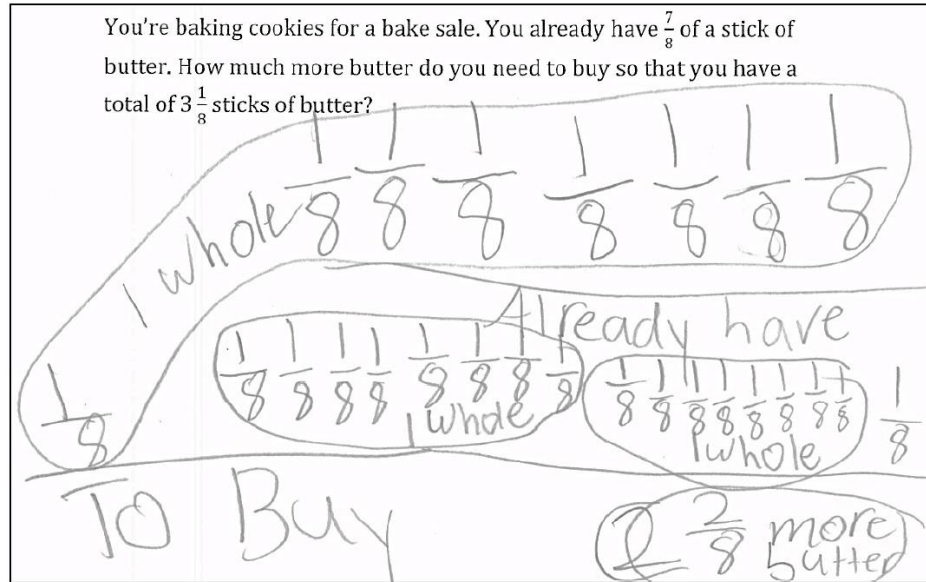 You're baking cookies for a bake sale. You already have 7/8 of a stick of
butter. How much more butter do you need to buy so that you have a
total of 3 1/8 sticks of butter?
1/8 1/8 1/8 1/8 1/8 1/8 1/8
1 whole
Already have
1/8
1/8 1/8 1/8 1/8 1/8 1/8 1/8 1/8
1 whole
1/8 1/8 1/8 1/8 1/8 1/8 1/8 1/8
1 whole
1/8
To Buy
2 2/8 more
butter